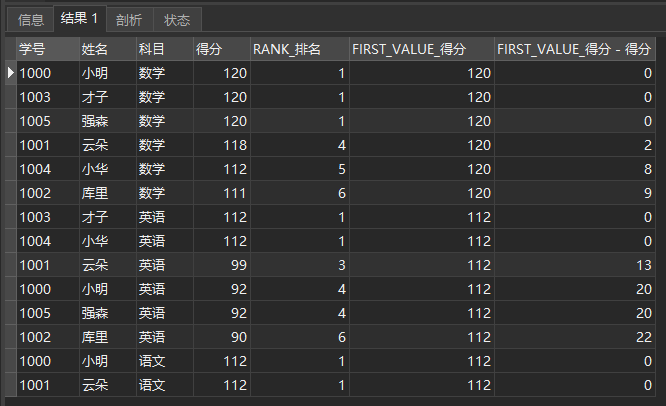 信息 结果 1 剖析 状态
学号 姓名 科目 得分 RANK_排名 FIRST_VALUE_得分 FIRST_VALUE_得分 - 得分
1000 小明 数学 120 1 120 0
1003 才子 数学 120 1 120 0
1005 强森 数学 120 1 120 0
1001 云朵 数学 118 4 120 2
1004 小华 数学 112 5 120 8
1002 库里 数学 111 6 120 9
1003 才子 英语 112 1 112 0
1004 小华 英语 112 1 112 0
1001 云朵 英语 99 3 112 13
1000 小明 英语 92 4 112 20
1005 强森 英语 92 4 112 20
1002 库里 英语 90 6 112 22
1000 小明 语文 112 1 112 0
1001 云朵 语文 112 1 112 0